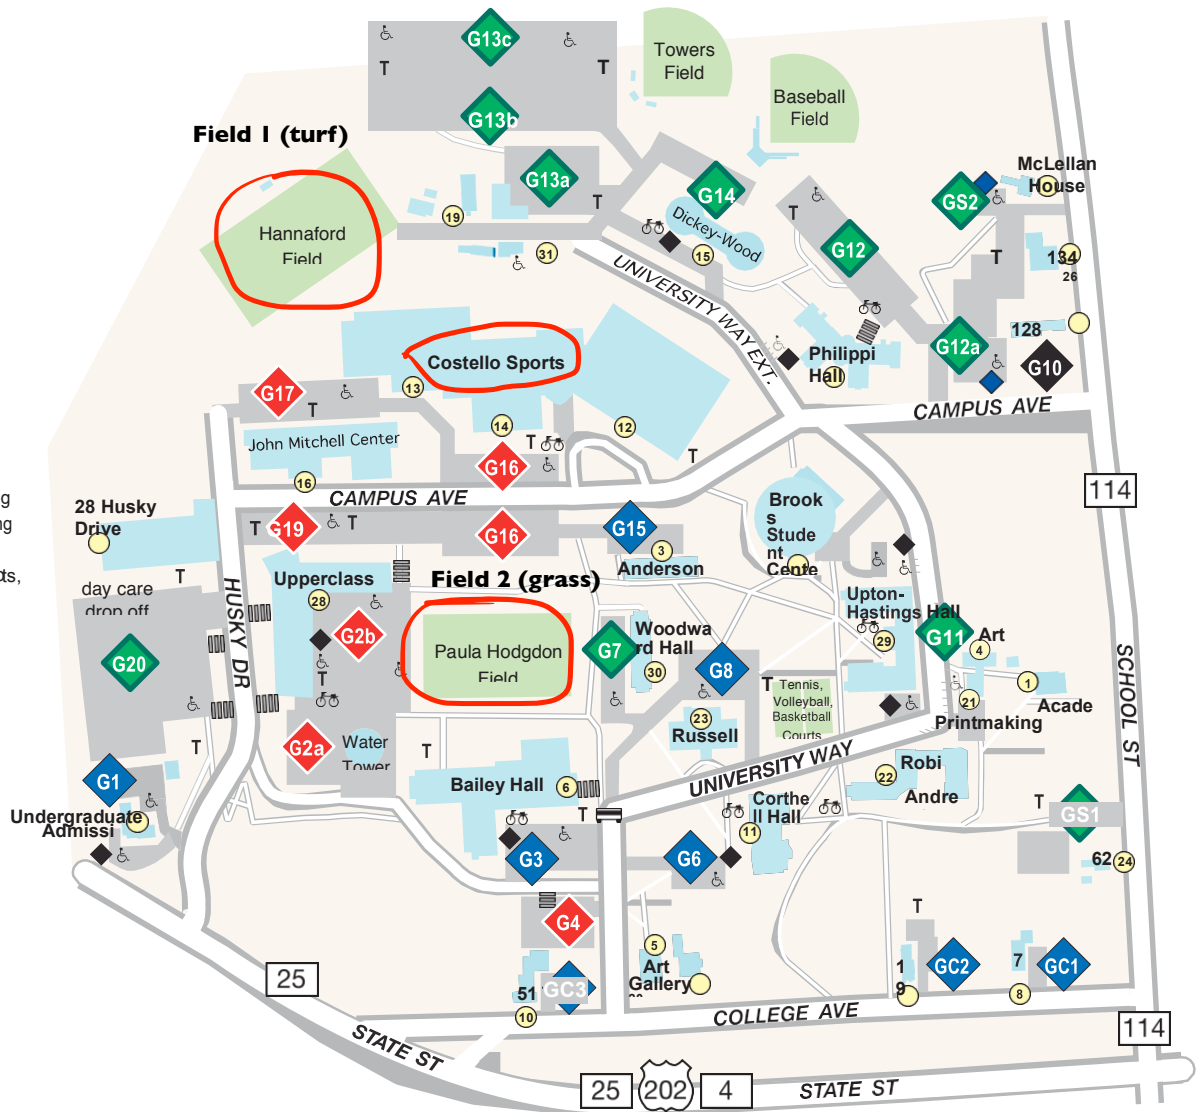 G13c
T
T
Towers
Field
G13b
Baseball
Field
Field 1 (turf)
G13a
T
G14
McLellan
House
GS2
T
19
Dickey-Wood
G12
Hannaford
Field
31
15
T
134
26
UNIVERSITY WAY EXT.
128
G12a
G10
Philippi
Hall
Costello Sports
13
G17
T
CAMPUS AVE
14
12
John Mitchell Center
T
T
G16
16
CAMPUS AVE
114
g
ng
28 Husky
Drive
Brook
s
Stude
nt
Cente
T
G19
T
G16
G15
3
Anderson
ts,
T
day care
drop off
Upperclass
28
Field 2 (grass)
HUSKY DR
G2b
Upton-
Hastings Hall
29
G11
Art
4
G20
T
Paula Hodgdon
Field
G7
Woodwa
rd Hall
30
G8
T
Tennis,
Volleyball,
Basketball
Courts
1
Acade
21
Printmaking
SCHOOL ST
23
Russell
T
G2a
Water
Tower
T
UNIVERSITY WAY
Robi
22
Andre
G1
Bailey Hall
6
T
Corthe
ll Hall
11
T
GS1
Undergraduate
Admissi
G3
G6
62
24
G4
T
5
Art
Gallery
1
9
GC2
7
GC1
25
51
GC3
10
8
COLLEGE AVE
114
STATE ST
25
202
4
STATE ST